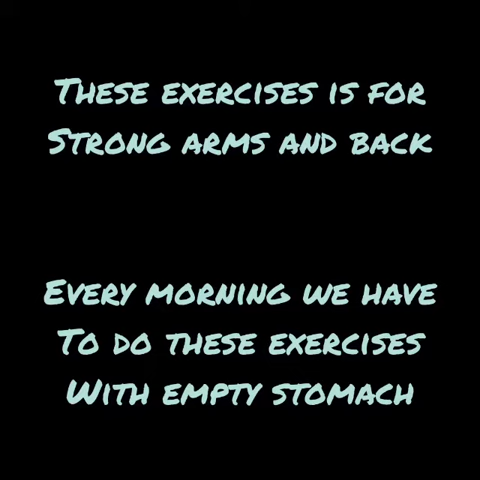 These exercises is for
Strong arms and back
Every morning we have
To do these exercises
With empty stomach